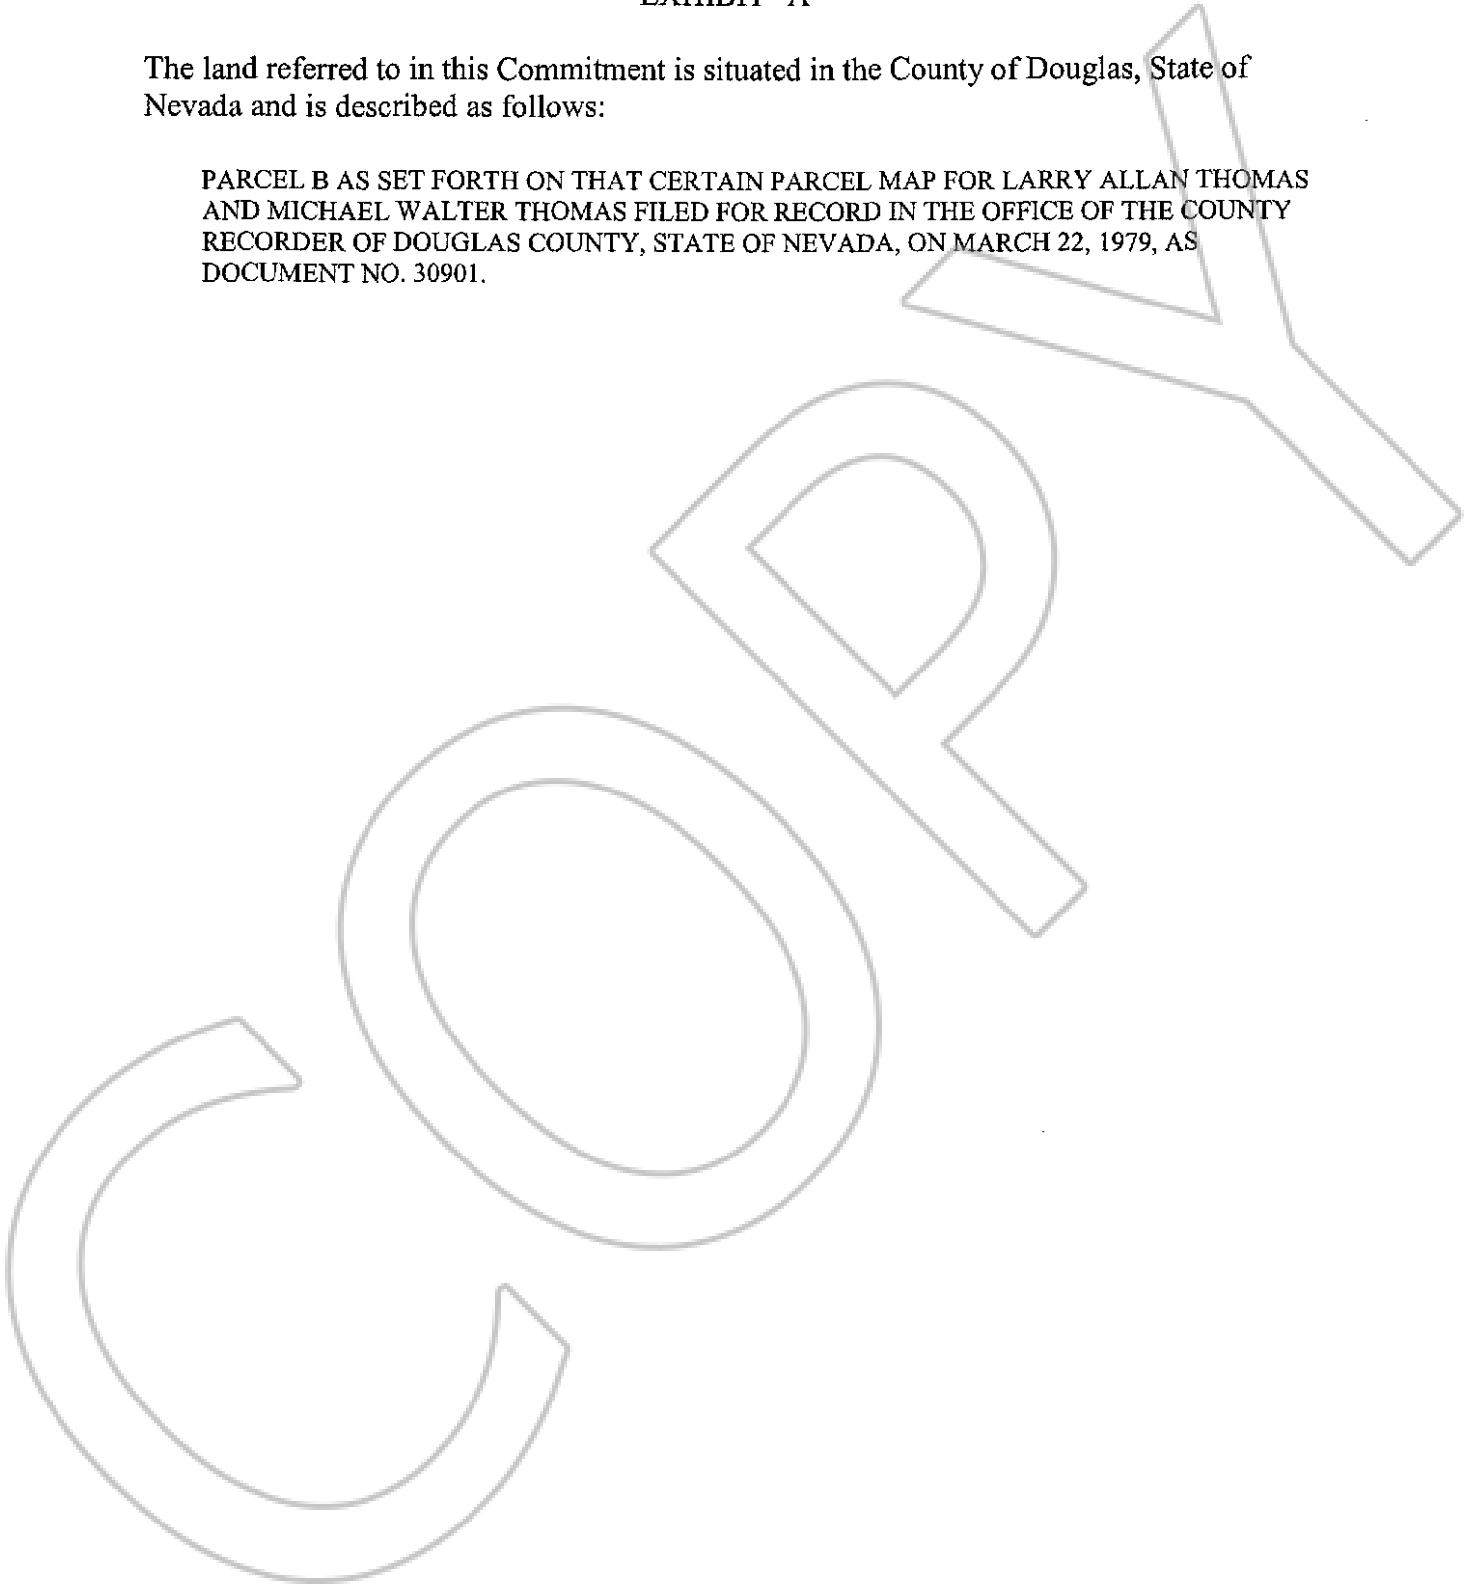 EXHIBIT "A"
The land referred to in this Commitment is situated in the County of Douglas, State of
Nevada and is described as follows:
PARCEL B AS SET FORTH ON THAT CERTAIN PARCEL MAP FOR LARRY ALLAN THOMAS
AND MICHAEL WALTER THOMAS FILED FOR RECORD IN THE OFFICE OF THE COUNTY
RECORDER OF DOUGLAS COUNTY, STATE OF NEVADA, ON MARCH 22, 1979, AS
DOCUMENT NO. 30901.
COPY